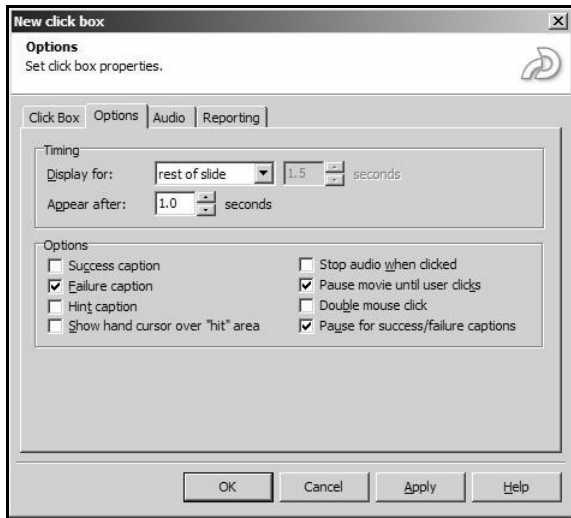 New click box
Options
Set click box properties.
Click Box Options Audio Reporting
Timing
Display for: rest of slide 1.5 seconds
Appear after: 1.0 seconds
Options
Success caption
Failure caption
Hint caption
Show hand cursor over "hit" area
Stop audio when clicked
Pause movie until user clicks
Double mouse click
Pause for success/failure captions
OK Cancel Apply Help